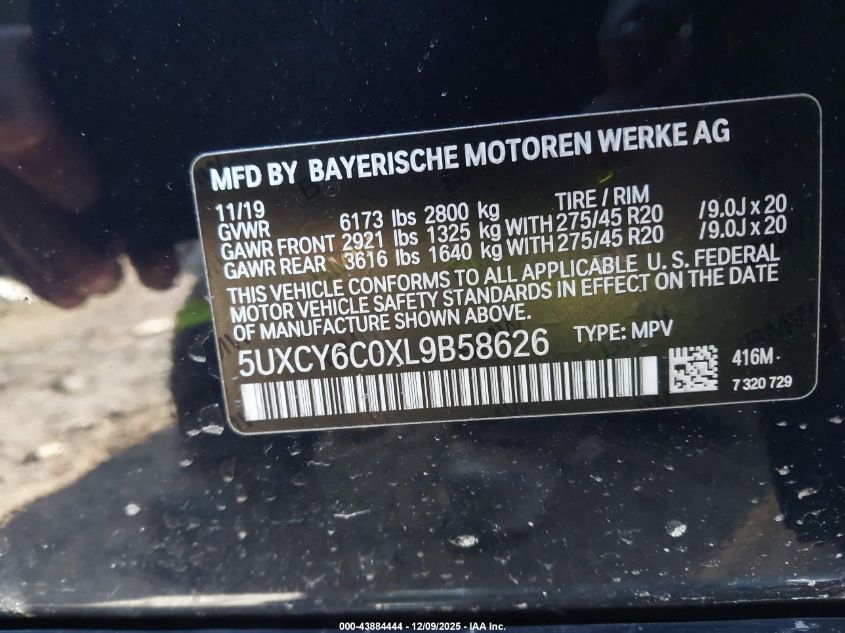 MFD BY BAYERISCHE MOTOREN WERKE AG
11/19 TIRE / RIM
GVWR 6173 lbs 2800 kg
GAWR FRONT 2921 lbs 1325 kg WITH 275/45 R20 /9.0J x 20
GAWR REAR 3616 lbs 1640 kg WITH 275/45 R20 /9.0J x 20
THIS VEHICLE CONFORMS TO ALL APPLICABLE U. S. FEDERAL
MOTOR VEHICLE SAFETY STANDARDS IN EFFECT ON THE DATE
OF MANUFACTURE SHOWN ABOVE.
5UXCY6C0XL9B58626 TYPE: MPV
416M
7 320 729
000-43884444 - 12/09/2025 - IAA Inc.